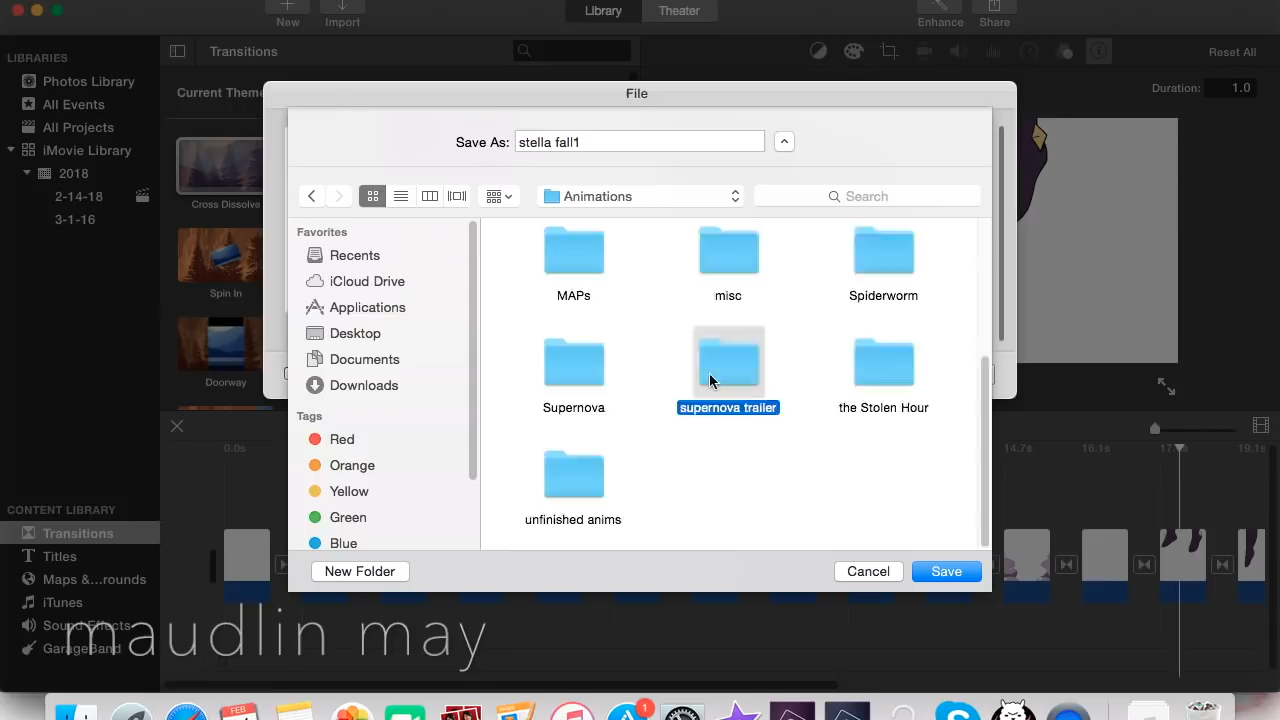 New
Import
Library
Theater
Enhance
Share
LIBRARIES
Photos Library
All Events
All Projects
iMovie Library
2018
2-14-18
3-1-16
Transitions
Reset All
Duration: 1.0
Current Theme
Cross Dissolve
Spin In
Doorway
File
Save As: stella fall1
Animations
Search
Favorites
Recents
iCloud Drive
Applications
Desktop
Documents
Downloads
Tags
Red
Orange
Yellow
Green
Blue
MAPs
misc
Spiderworm
Supernova
supernova trailer
the Stolen Hour
unfinished anims
New Folder
Cancel
Save
0.0s
14.7s
16.1s
19.1s
CONTENT LIBRARY
Transitions
Titles
Maps &...rounds
iTunes
Sound Effects
GarageBand
maudlin may
FEB
1